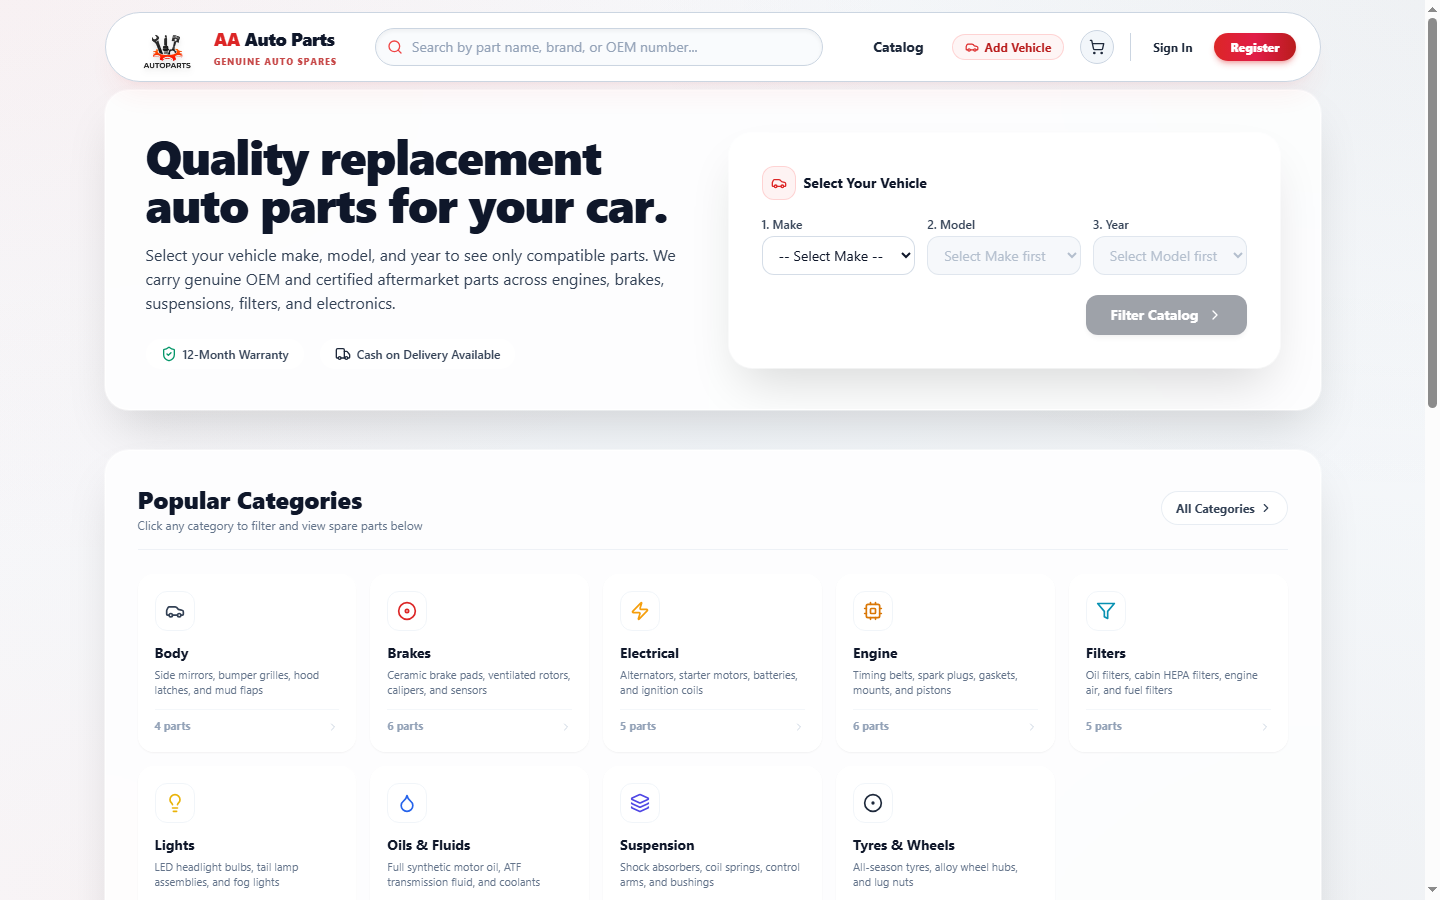 AUTOPARTS
AA Auto Parts
GENUINE AUTO SPARES
Search by part name, brand, or OEM number...
Catalog
Add Vehicle
Sign In
Register
Quality replacement
auto parts for your car.
Select your vehicle make, model, and year to see only compatible parts. We
carry genuine OEM and certified aftermarket parts across engines, brakes,
suspensions, filters, and electronics.
12-Month Warranty
Cash on Delivery Available
Select Your Vehicle
1. Make
2. Model
3. Year
-- Select Make --
Select Make first
Select Model first
Filter Catalog
Popular Categories
Click any category to filter and view spare parts below
All Categories
Body
Side mirrors, bumper grilles, hood
latches, and mud flaps
4 parts
Brakes
Ceramic brake pads, ventilated rotors,
calipers, and sensors
6 parts
Electrical
Alternators, starter motors, batteries,
and ignition coils
5 parts
Engine
Timing belts, spark plugs, gaskets,
mounts, and pistons
6 parts
Filters
Oil filters, cabin HEPA filters, engine
air, and fuel filters
5 parts
Lights
LED headlight bulbs, tail lamp
assemblies, and fog lights
Oils & Fluids
Full synthetic motor oil, ATF
transmission fluid, and coolants
Suspension
Shock absorbers, coil springs, control
arms, and bushings
Tyres & Wheels
All-season tyres, alloy wheel hubs,
and lug nuts